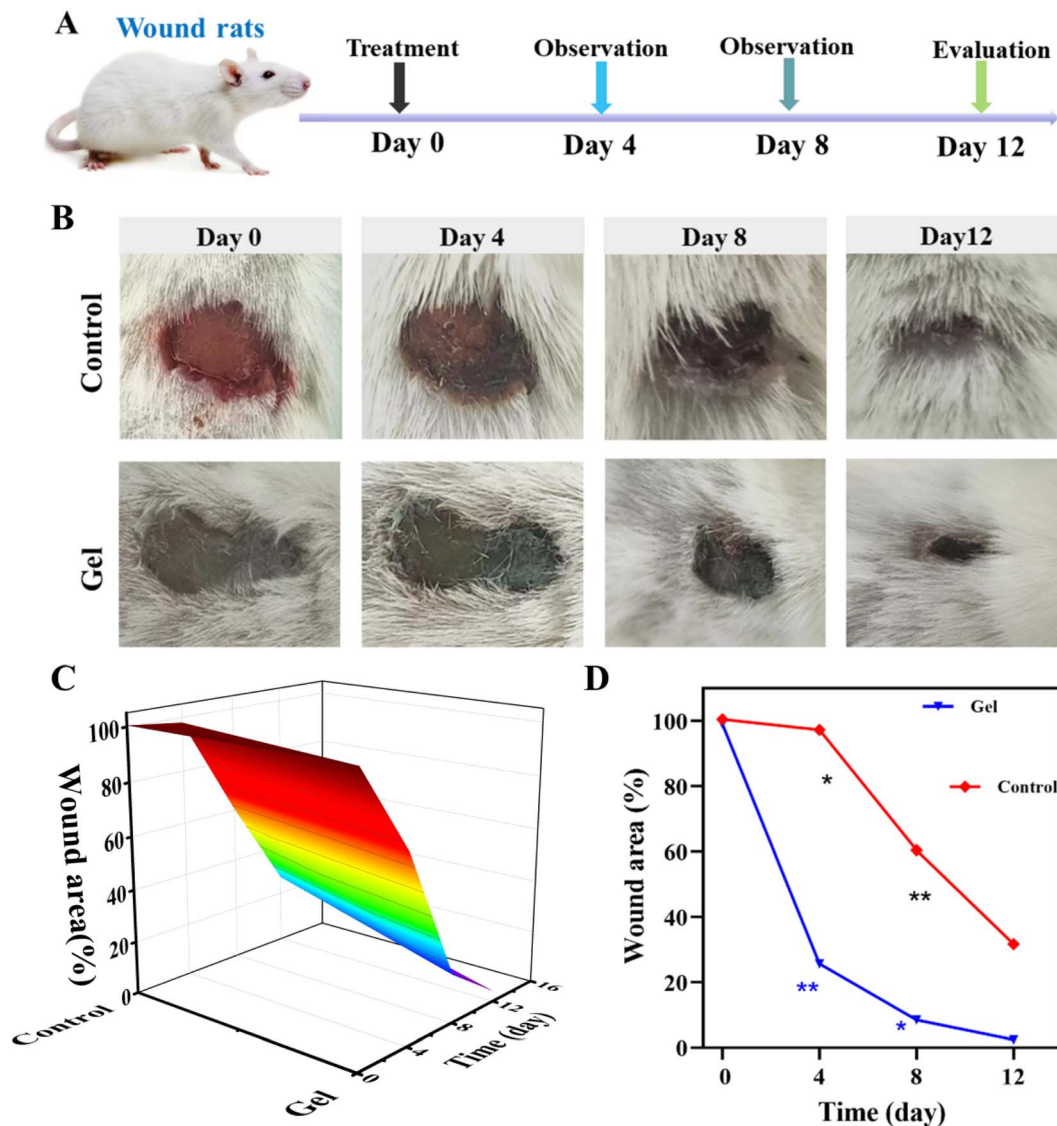 A
Wound rats
Treatment
Observation
Observation
Evaluation
Day 0
Day 4
Day 8
Day 12
B
Day 0
Day 4
Day 8
Day12
Control
Gel
C
100
80
60
40
20
0
Wound area(%)
Control
Gel
0
4
8
12
16
Time (day)
D
100
80
60
40
20
0
Wound area (%)
Gel
Control
*
**
**
*
0
4
8
12
Time (day)